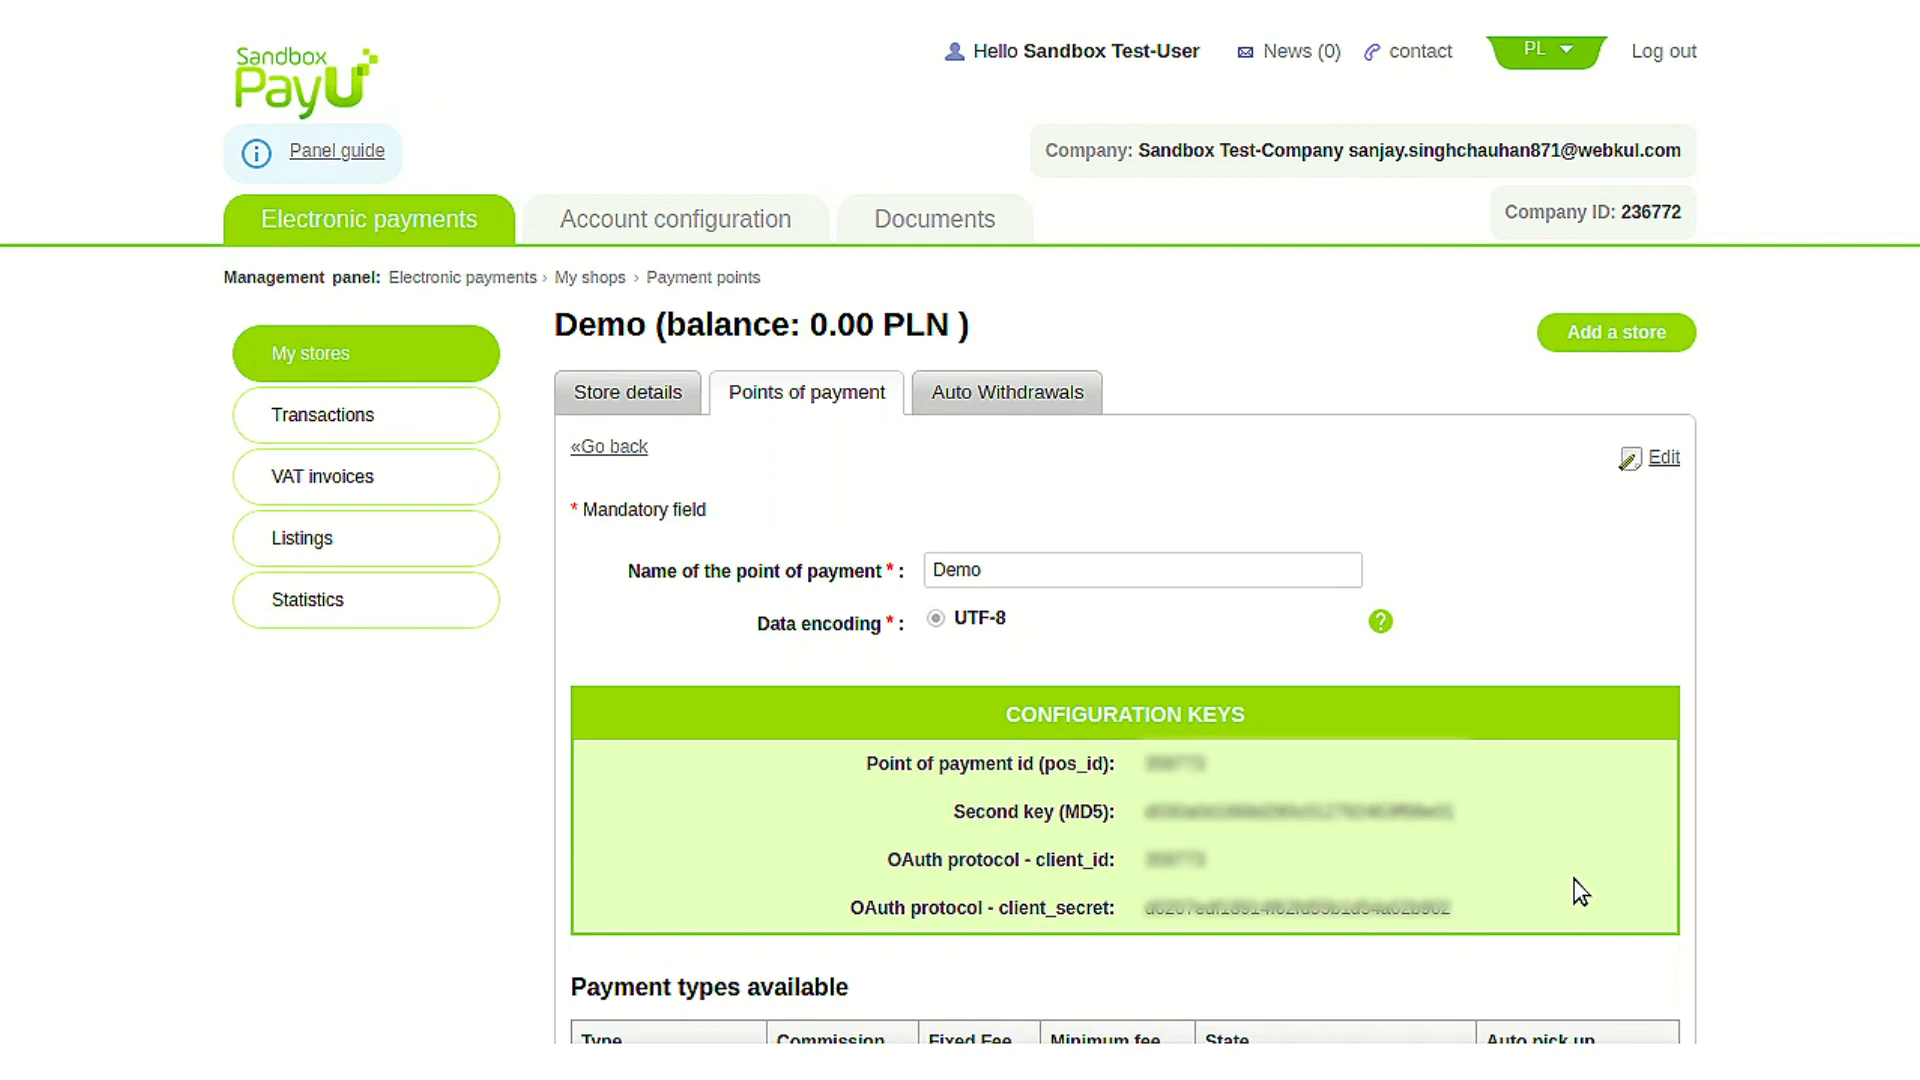 Sandbox
PayU
Hello Sandbox Test-User
News (0)
contact
PL
Log out
Panel guide
Company: Sandbox Test-Company sanjay.singhchauhan871@webkul.com
Company ID: 236772
Electronic payments
Account configuration
Documents
Management panel: Electronic payments › My shops › Payment points
My stores
Transactions
VAT invoices
Listings
Statistics
Demo (balance: 0.00 PLN )
Add a store
Store details
Points of payment
Auto Withdrawals
«Go back
Edit
* Mandatory field
Name of the point of payment * : Demo
Data encoding * : UTF-8
?
CONFIGURATION KEYS
Point of payment id (pos_id):
Second key (MD5):
OAuth protocol - client_id:
OAuth protocol - client_secret:
Payment types available
Type Commission Fixed Fee Minimum fee State Auto pick up